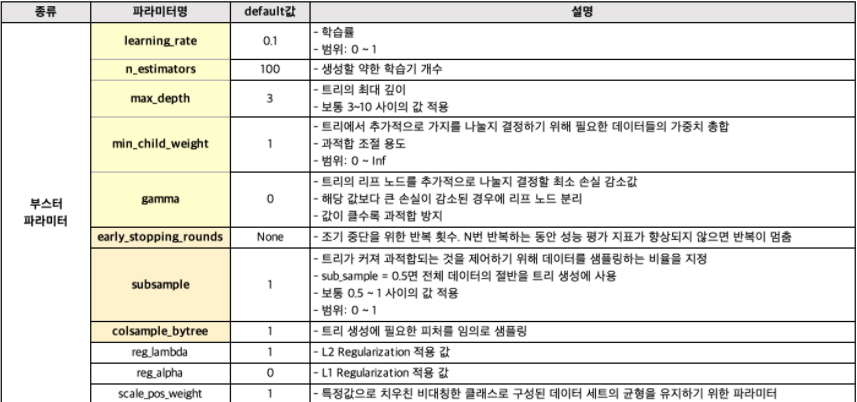 종류 파라미터명 default값 설명
부스터
파라미터
learning_rate 0.1
- 학습률
- 범위: 0 ~ 1
n_estimators 100 - 생성할 약한 학습기 개수
max_depth 3
- 트리의 최대 깊이
- 보통 3~10 사이의 값 적용
min_child_weight 1
- 트리에서 추가적으로 가지를 나눌지 결정하기 위해 필요한 데이터들의 가중치 총합
- 과적합 조절 용도
- 범위: 0 ~ Inf
gamma 0
- 트리의 리프 노드를 추가적으로 나눌지 결정할 최소 손실 감소값
- 해당 값보다 큰 손실이 감소된 경우에 리프 노드 분리
- 값이 클수록 과적합 방지
early_stopping_rounds None - 조기 중단을 위한 반복 횟수. N번 반복하는 동안 성능 평가 지표가 향상되지 않으면 반복이 멈춤
subsample 1
- 트리가 커져 과적합되는 것을 제어하기 위해 데이터를 샘플링하는 비율을 지정
- sub_sample = 0.5면 전체 데이터의 절반을 트리 생성에 사용
- 보통 0.5 ~ 1 사이의 값 적용
- 범위: 0 ~ 1
colsample_bytree 1 - 트리 생성에 필요한 피처를 임의로 샘플링
reg_lambda 1 - L2 Regularization 적용 값
reg_alpha 0 - L1 Regularization 적용 값
scale_pos_weight 1 - 특정값으로 치우친 비대칭한 클래스로 구성된 데이터 세트의 균형을 유지하기 위한 파라미터